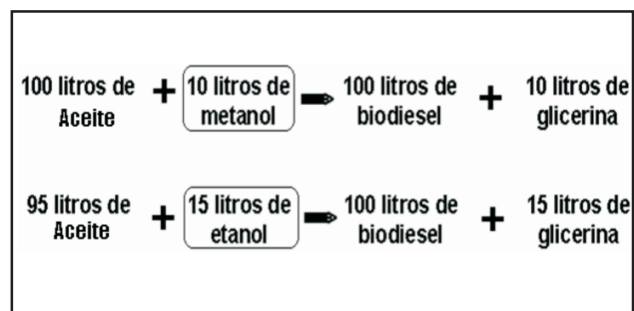 100 litros de + 10 litros de 100 litros de + 10 litros de
Aceite metanol biodiesel glicerina
95 litros de + 15 litros de 100 litros de + 15 litros de
Aceite etanol biodiesel glicerina